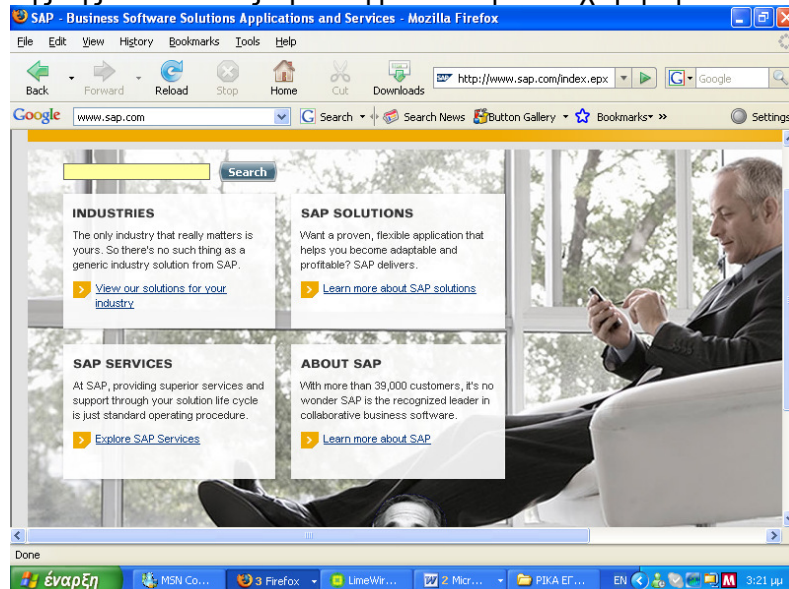 SAP - Business Software Solutions Applications and Services - Mozilla Firefox
File Edit View History Bookmarks Tools Help
Back Forward Reload Stop Home Cut Downloads
http://www.sap.com/index.epx
Google
Google www.sap.com G Search Search News Button Gallery Bookmarks Settings
Search
INDUSTRIES
The only industry that really matters is
yours. So there's no such thing as a
generic industry solution from SAP.
View our solutions for your
industry
SAP SOLUTIONS
Want a proven, flexible application that
helps you become adaptable and
profitable? SAP delivers.
Learn more about SAP solutions
SAP SERVICES
At SAP, providing superior services and
support through your solution life cycle
is just standard operating procedure.
Explore SAP Services
ABOUT SAP
With more than 39,000 customers, it's no
wonder SAP is the recognized leader in
collaborative business software.
Learn more about SAP
Done
έναρξη MSN Co... 3 Firefox LimeWir... 2 Micr... ΡΙΚΑ ΕΓ... EN 3:21 μμ